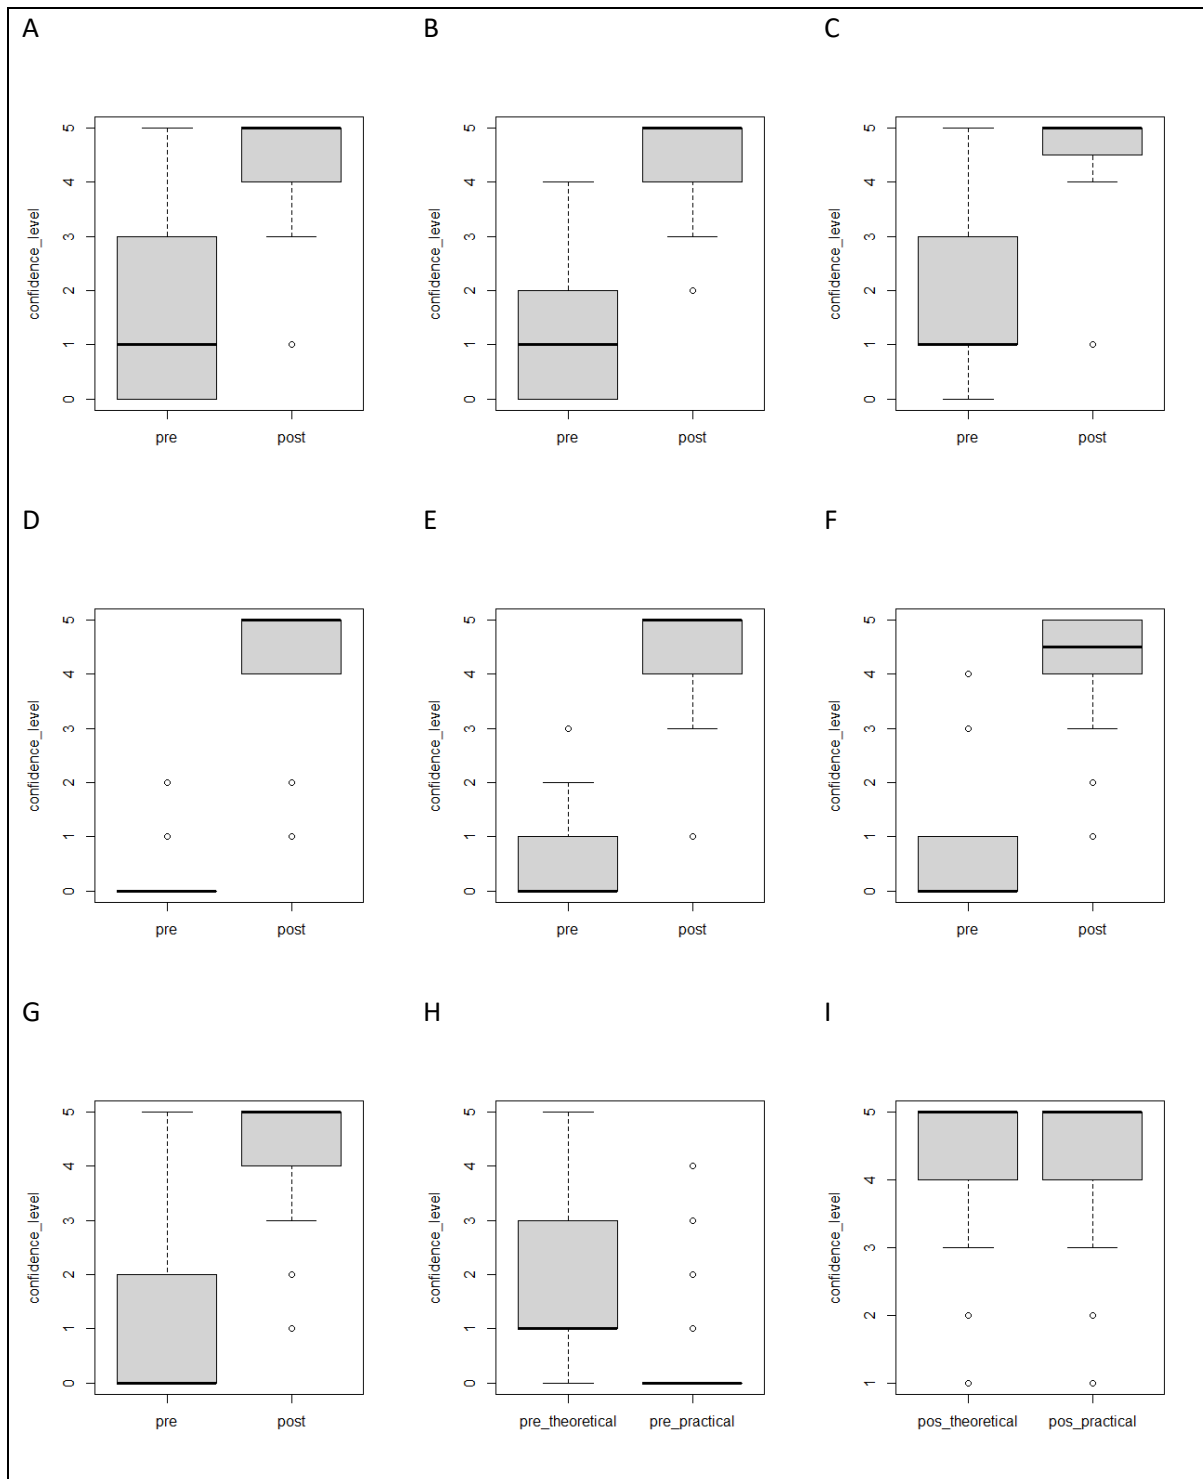 A B C
5 5 5
4 4 4
3 3 3
2 2 2
1 1 1
0 0 0
confidence_level confidence_level confidence_level
pre post pre post pre post
D E F
5 5 5
4 4 4
3 3 3
2 2 2
1 1 1
0 0 0
confidence_level confidence_level confidence_level
pre post pre post pre post
G H I
5 5 5
4 4 4
3 3 3
2 2 2
1 1 1
0 0
confidence_level confidence_level confidence_level
pre post pre_theoretical pre_practical pos_theoretical pos_practical